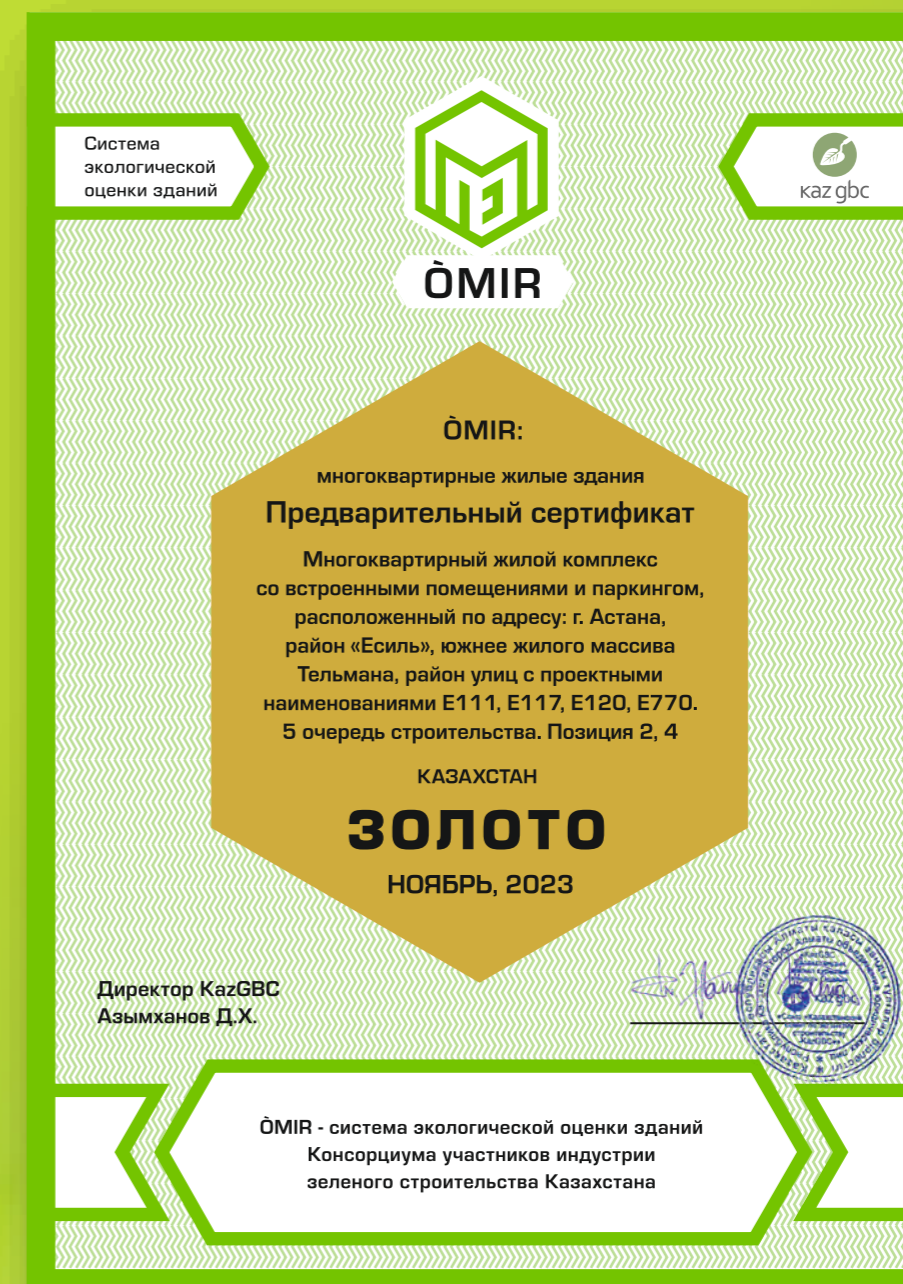 Система
экологической
оценки зданий
kaz gbc
ÒMIR
ÒMIR:
многоквартирные жилые здания
Предварительный сертификат
Многоквартирный жилой комплекс
со встроенными помещениями и паркингом,
расположенный по адресу: г. Астана,
район «Есиль», южнее жилого массива
Тельмана, район улиц с проектными
наименованиями Е111, Е117, Е120, Е770.
5 очередь строительства. Позиция 2, 4
КАЗАХСТАН
ЗОЛОТО
НОЯБРЬ, 2023
Директор KazGBC
Азымханов Д.Х.
kaz gbc
ÒMIR - система экологической оценки зданий
Консорциума участников индустрии
зеленого строительства Казахстана